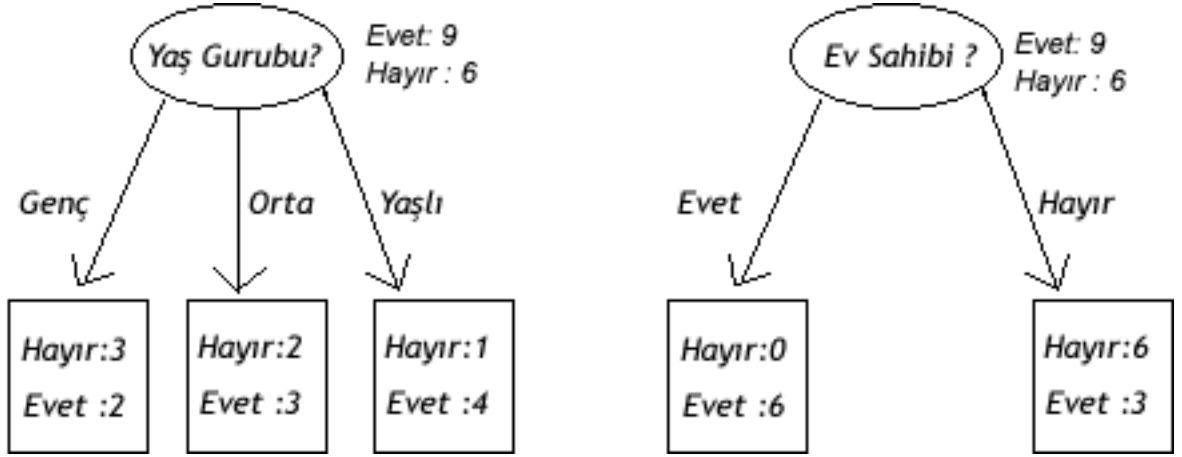 Yaş Gurubu?
Evet: 9
Hayır : 6
Genç
Orta
Yaşlı
Hayır:3
Evet :2
Hayır:2
Evet :3
Hayır:1
Evet :4
Ev Sahibi ?
Evet: 9
Hayır : 6
Evet
Hayır
Hayır:0
Evet :6
Hayır:6
Evet :3